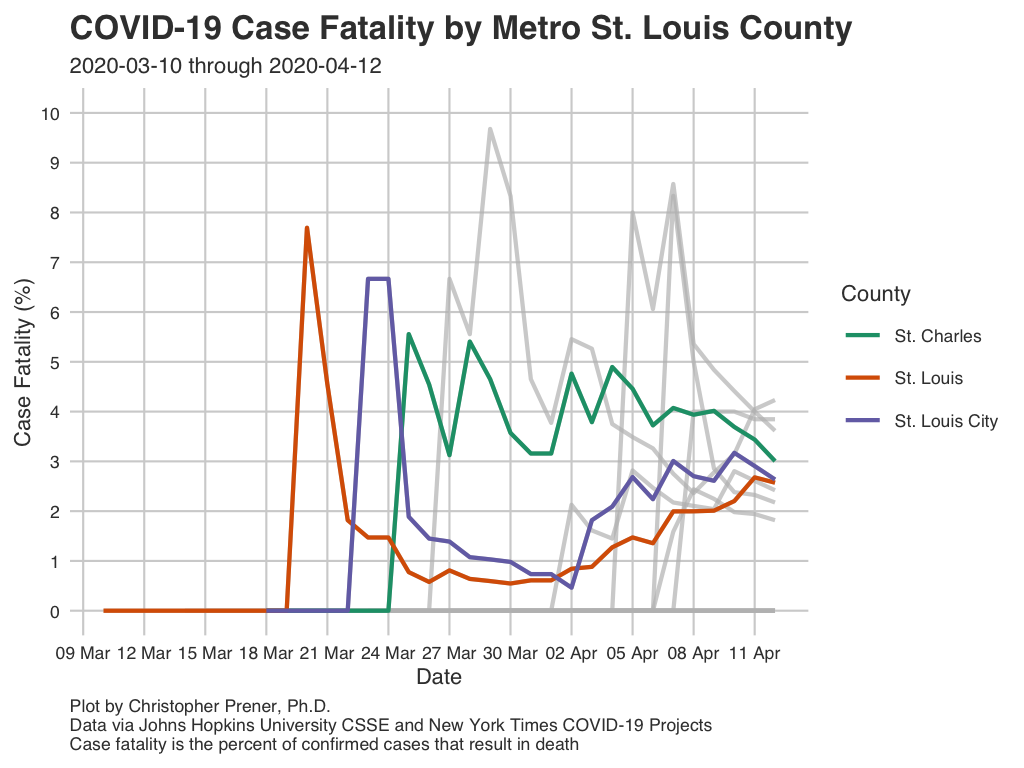 COVID-19 Case Fatality by Metro St. Louis County
2020-03-10 through 2020-04-12
10
9
8
7
6
5
4
3
2
1
0
Case Fatality (%)
09 Mar 12 Mar 15 Mar 18 Mar 21 Mar 24 Mar 27 Mar 30 Mar 02 Apr 05 Apr 08 Apr 11 Apr
Date
County
St. Charles
St. Louis
St. Louis City
Plot by Christopher Prener, Ph.D.
Data via Johns Hopkins University CSSE and New York Times COVID-19 Projects
Case fatality is the percent of confirmed cases that result in death